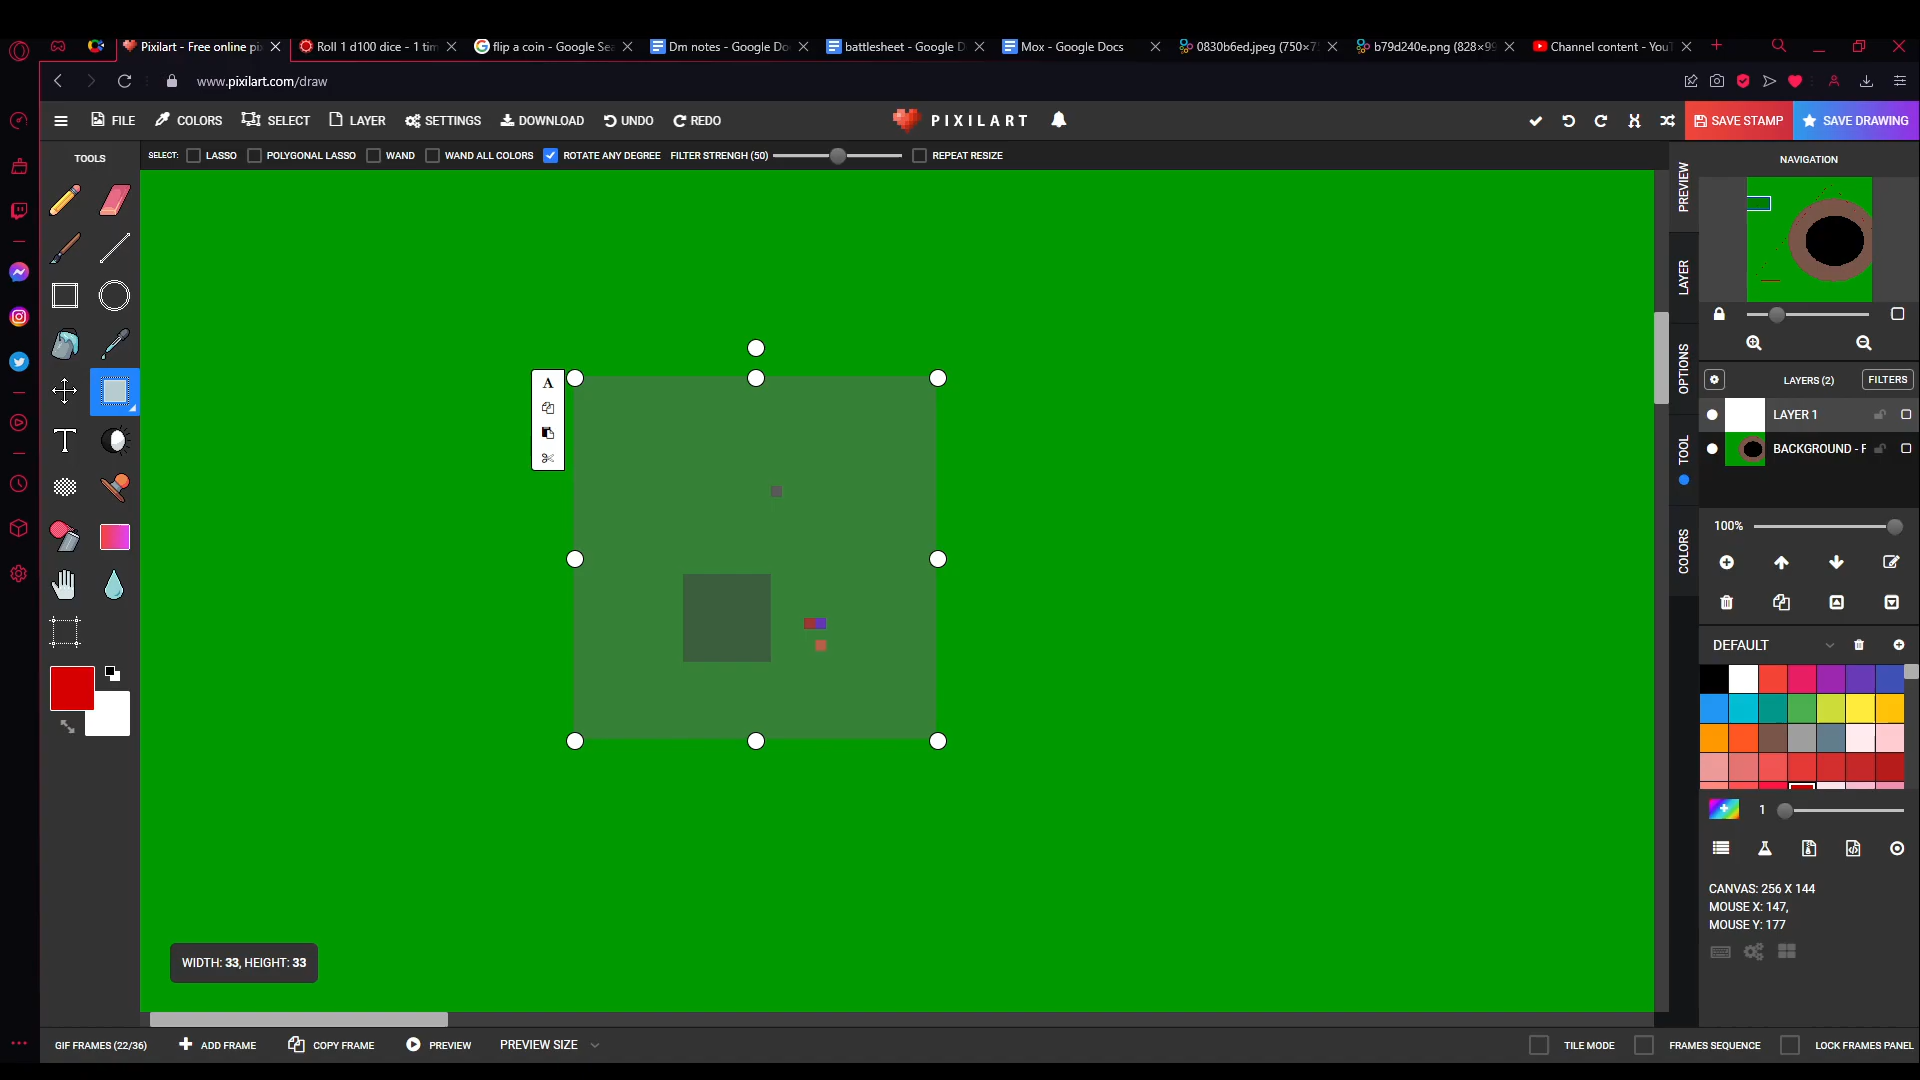 Pixilart - Free online pi
Roll 1 d100 dice - 1 tim
flip a coin - Google Se
Dm notes - Google Do
battlesheet - Google D
Mox - Google Docs
0830b6ed.jpeg (750×7
b79d240e.png (828×99
Channel content - YouT
www.pixilart.com/draw
FILE COLORS SELECT LAYER SETTINGS DOWNLOAD UNDO REDO
PIXILART
SAVE STAMP
SAVE DRAWING
TOOLS
SELECT: LASSO POLYGONAL LASSO WAND WAND ALL COLORS ROTATE ANY DEGREE FILTER STRENGH (50) REPEAT RESIZE
NAVIGATION
PREVIEW
LAYER
OPTIONS
TOOL
COLORS
LAYERS (2)
FILTERS
LAYER 1
BACKGROUND - F
100%
DEFAULT
1
CANVAS: 256 X 144
MOUSE X: 147,
MOUSE Y: 177
A
T
WIDTH: 33, HEIGHT: 33
GIF FRAMES (22/36) ADD FRAME COPY FRAME PREVIEW PREVIEW SIZE
TILE MODE FRAMES SEQUENCE LOCK FRAMES PANEL